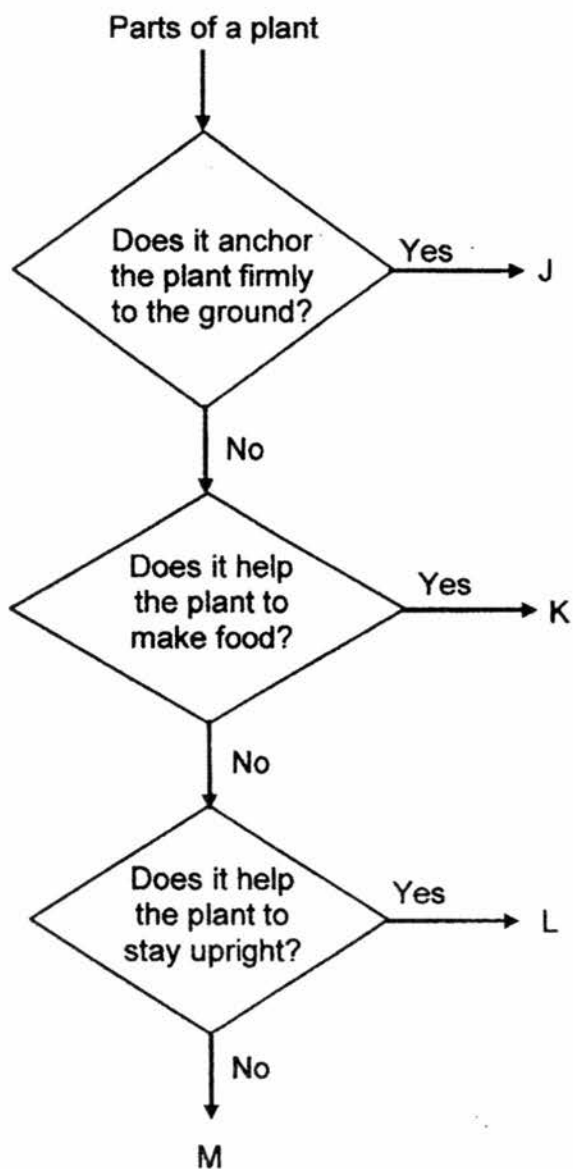 Parts of a plant
Does it anchor
the plant firmly
to the ground?
Yes
J
No
Does it help
the plant to
make food?
Yes
K
No
Does it help
the plant to
stay upright?
Yes
L
No
M